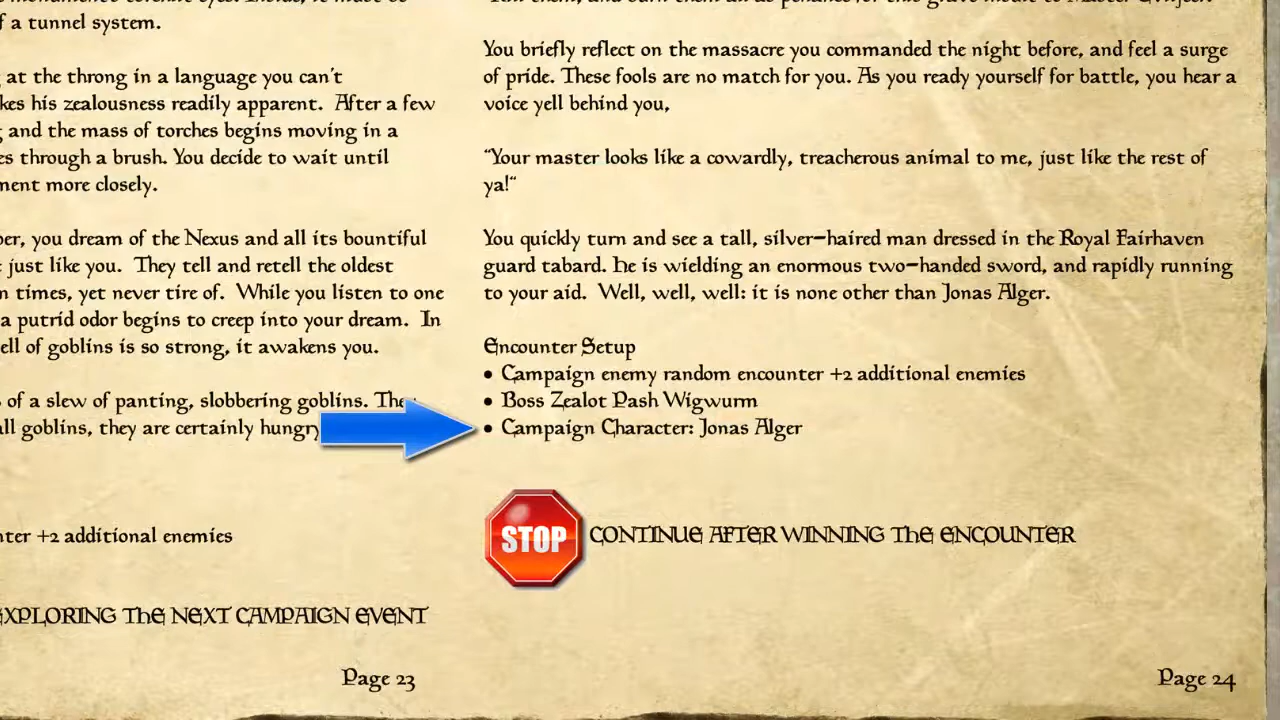 f a tunnel system.
at the throng in a language you can't
kes his zealousness readily apparent. After a few
and the mass of torches begins moving in a
es through a brush. You decide to wait until
ment more closely.
er, you dream of the Nexus and all its bountiful
just like you. They tell and retell the oldest
n times, yet never tire of. While you listen to one
a putrid odor begins to creep into your dream. In
ell of goblins is so strong, it awakens you.
of a slew of panting, slobbering goblins. They
all goblins, they are certainly hungry
nter +2 additional enemies
EXPLORING THE NEXT CAMPAIGN EVENT
Page 23
You briefly reflect on the massacre you commanded the night before, and feel a surge
of pride. These fools are no match for you. As you ready yourself for battle, you hear a
voice yell behind you,
"Your master looks like a cowardly, treacherous animal to me, just like the rest of
ya!"
You quickly turn and see a tall, silver-haired man dressed in the Royal Fairhaven
guard tabard. He is wielding an enormous two-handed sword, and rapidly running
to your aid. Well, well, well: it is none other than Jonas Alger.
Encounter Setup
• Campaign enemy random encounter +2 additional enemies
• Boss Zealot Pash Wigwurm
• Campaign Character: Jonas Alger
STOP CONTINUE AFTER WINNING THE ENCOUNTER
Page 24